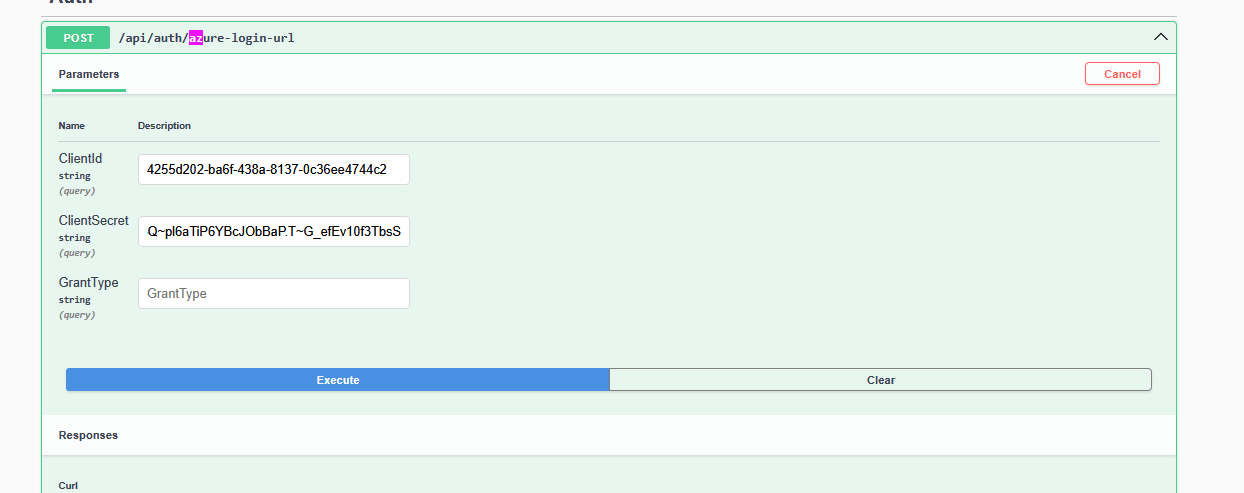 Auth
POST /api/auth/azure-login-url
Parameters
Cancel
Name Description
ClientId
string
(query)
4255d202-ba6f-438a-8137-0c36ee4744c2
ClientSecret
string
(query)
Q~pl6aTiP6YBcJObBaP.T~G_efEv10f3TbsS
GrantType
string
(query)
GrantType
Execute
Clear
Responses
Curl